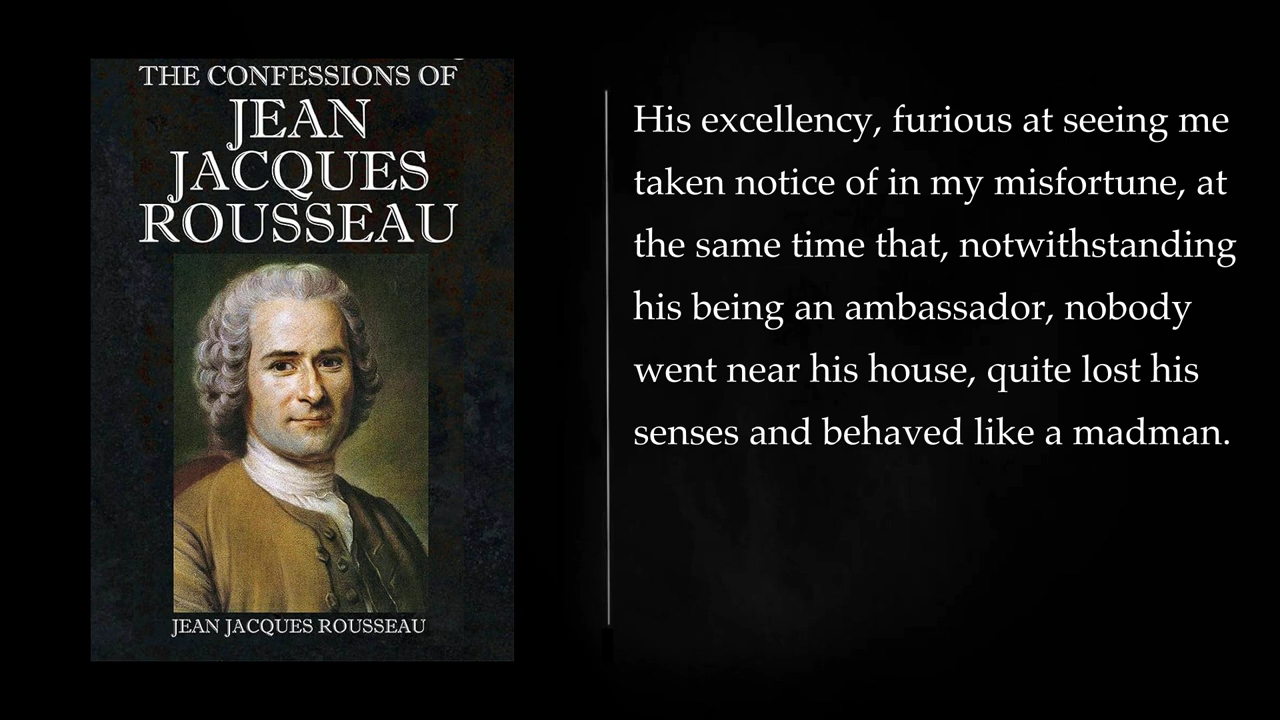 THE CONFESSIONS OF
JEAN
JACQUES
ROUSSEAU
JEAN JACQUES ROUSSEAU
His excellency, furious at seeing me
taken notice of in my misfortune, at
the same time that, notwithstanding
his being an ambassador, nobody
went near his house, quite lost his
senses and behaved like a madman.